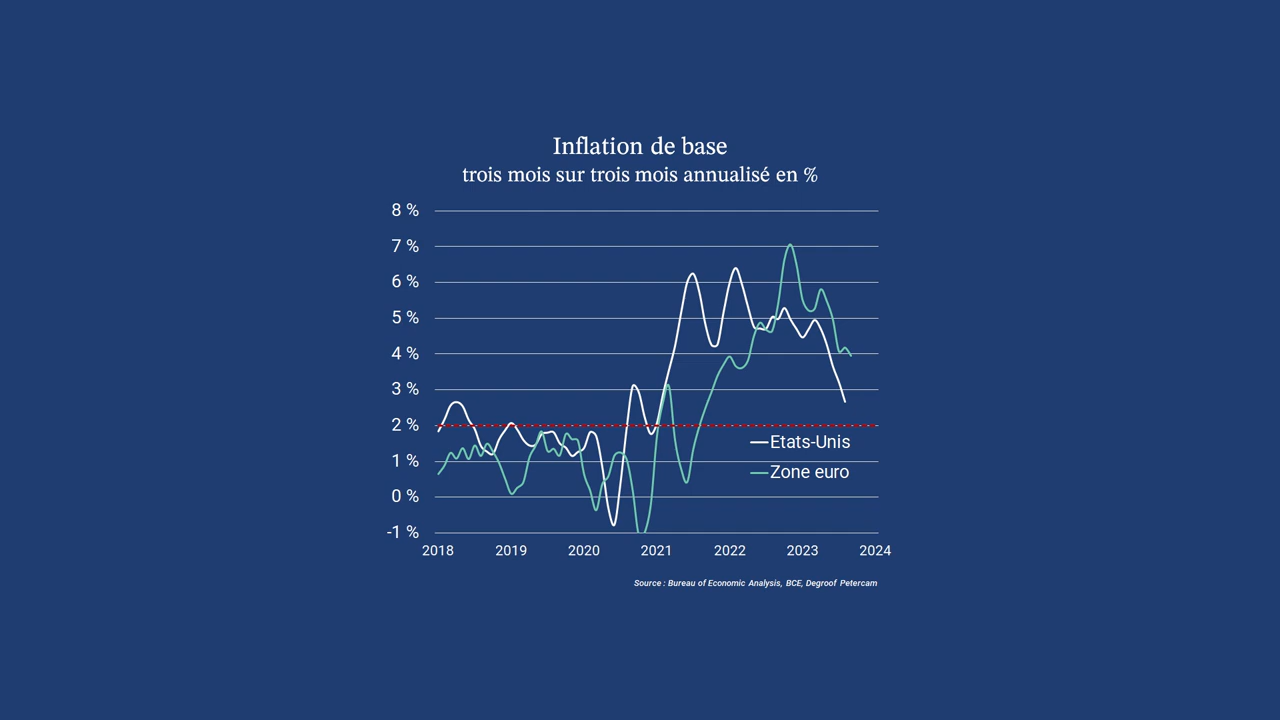 Inflation de base
trois mois sur trois mois annualisé en %
8 %
7 %
6 %
5 %
4 %
3 %
2 %
1 %
0 %
-1 %
Etats-Unis
Zone euro
2018 2019 2020 2021 2022 2023 2024
Source : Bureau of Economic Analysis, BCE, Degroof Petercam